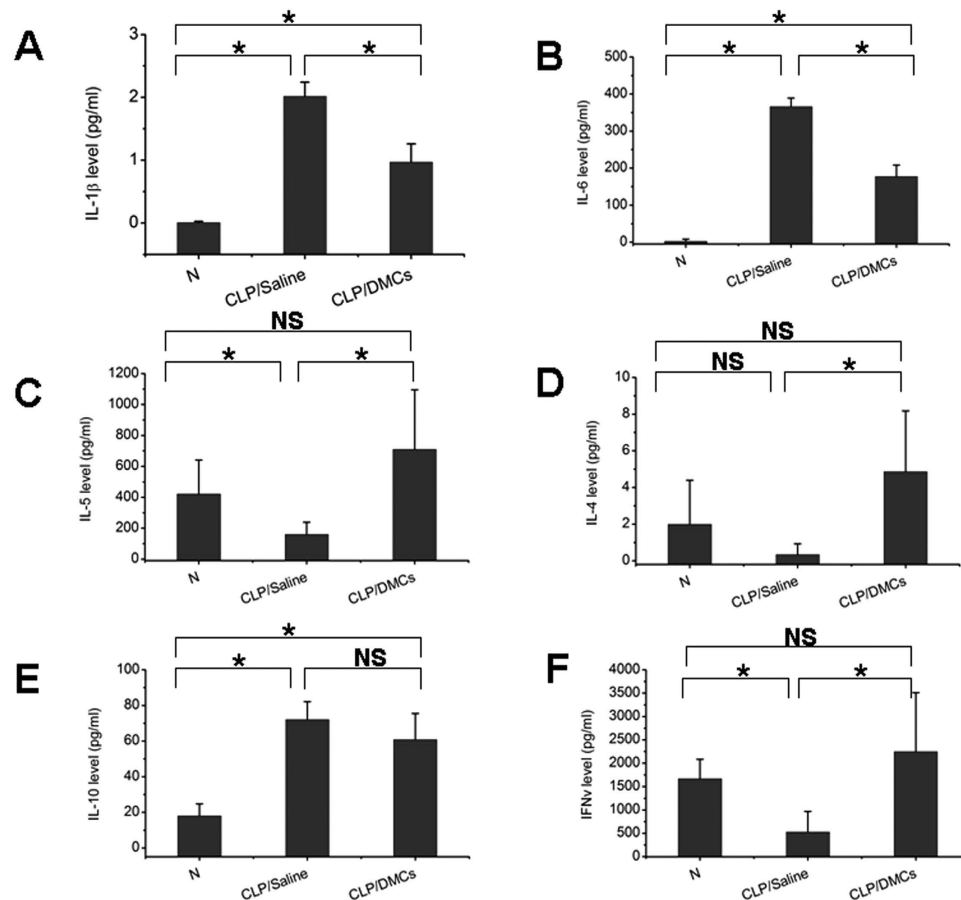 A
*
*
*
3
2
1
0
IL-1β level (pg/ml)
N
CLP/Saline
CLP/DMCs
B
*
*
*
500
400
300
200
100
0
IL-6 level (pg/ml)
N
CLP/Saline
CLP/DMCs
C
NS
*
*
1200
1000
800
600
400
200
0
IL-5 level (pg/ml)
N
CLP/Saline
CLP/DMCs
D
NS
NS
*
10
8
6
4
2
0
IL-4 level (pg/ml)
N
CLP/Saline
CLP/DMCs
E
*
*
NS
100
80
60
40
20
0
IL-10 level (pg/ml)
N
CLP/Saline
CLP/DMCs
F
NS
*
*
4000
3500
3000
2500
2000
1500
1000
500
0
IFNv level (pg/ml)
N
CLP/Saline
CLP/DMCs